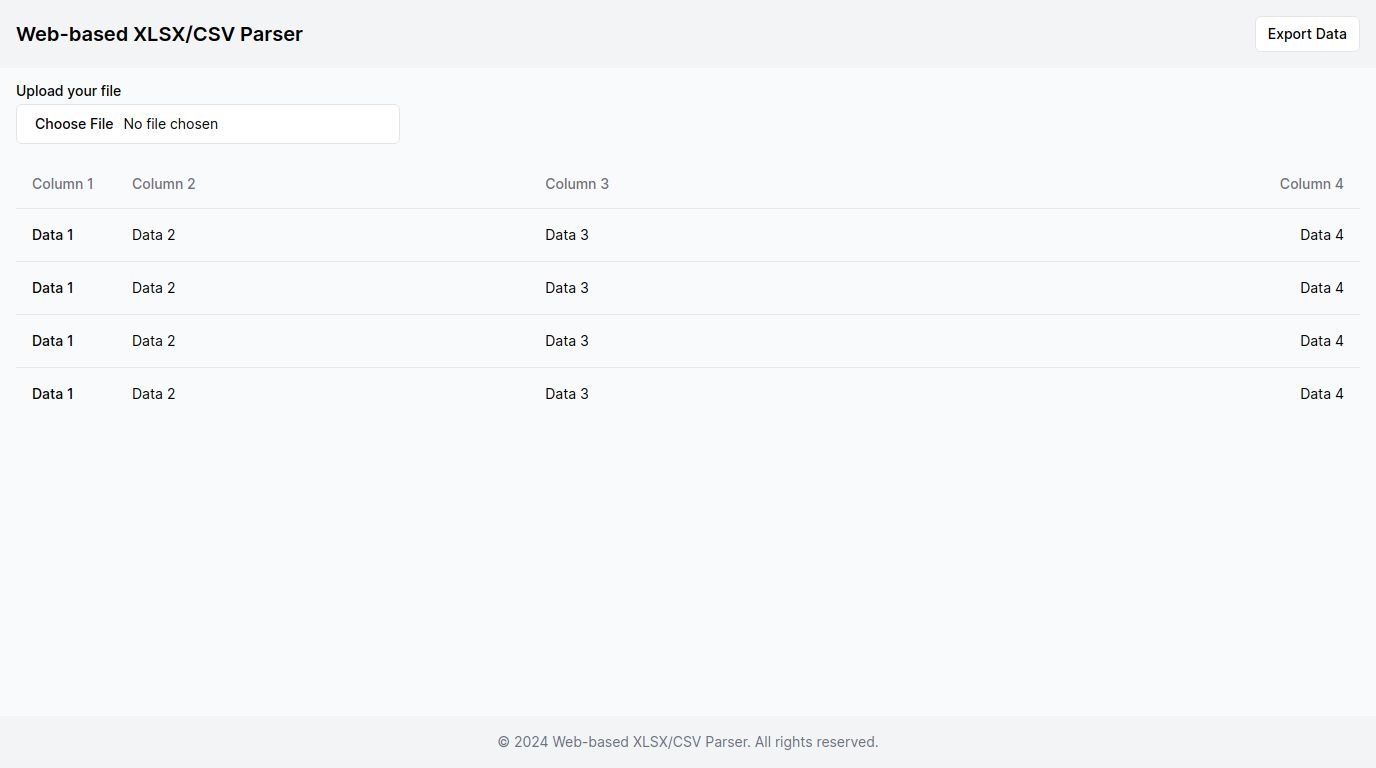 Web-based XLSX/CSV Parser Export Data
Upload your file
Choose File No file chosen
Column 1 Column 2 Column 3 Column 4
Data 1 Data 2 Data 3 Data 4
Data 1 Data 2 Data 3 Data 4
Data 1 Data 2 Data 3 Data 4
Data 1 Data 2 Data 3 Data 4
© 2024 Web-based XLSX/CSV Parser. All rights reserved.